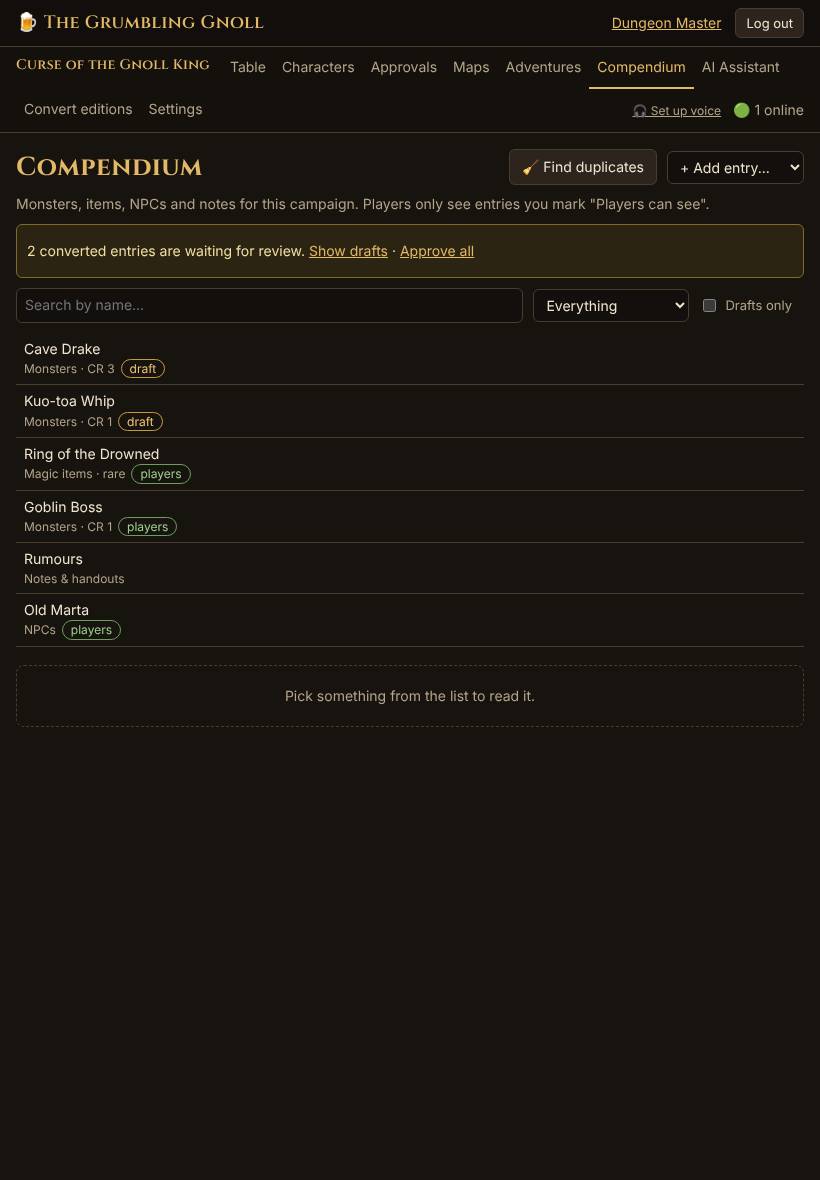 🍺 The Grumbling Gnoll
Dungeon Master
Log out
Curse of the Gnoll King
Table
Characters
Approvals
Maps
Adventures
Compendium
AI Assistant
Convert editions
Settings
🎧 Set up voice
🟢 1 online
Compendium
🧹 Find duplicates
+ Add entry...
Monsters, items, NPCs and notes for this campaign. Players only see entries you mark "Players can see".
2 converted entries are waiting for review. Show drafts · Approve all
Search by name...
Everything
Drafts only
Cave Drake
Monsters · CR 3 draft
Kuo-toa Whip
Monsters · CR 1 draft
Ring of the Drowned
Magic items · rare players
Goblin Boss
Monsters · CR 1 players
Rumours
Notes & handouts
Old Marta
NPCs players
Pick something from the list to read it.